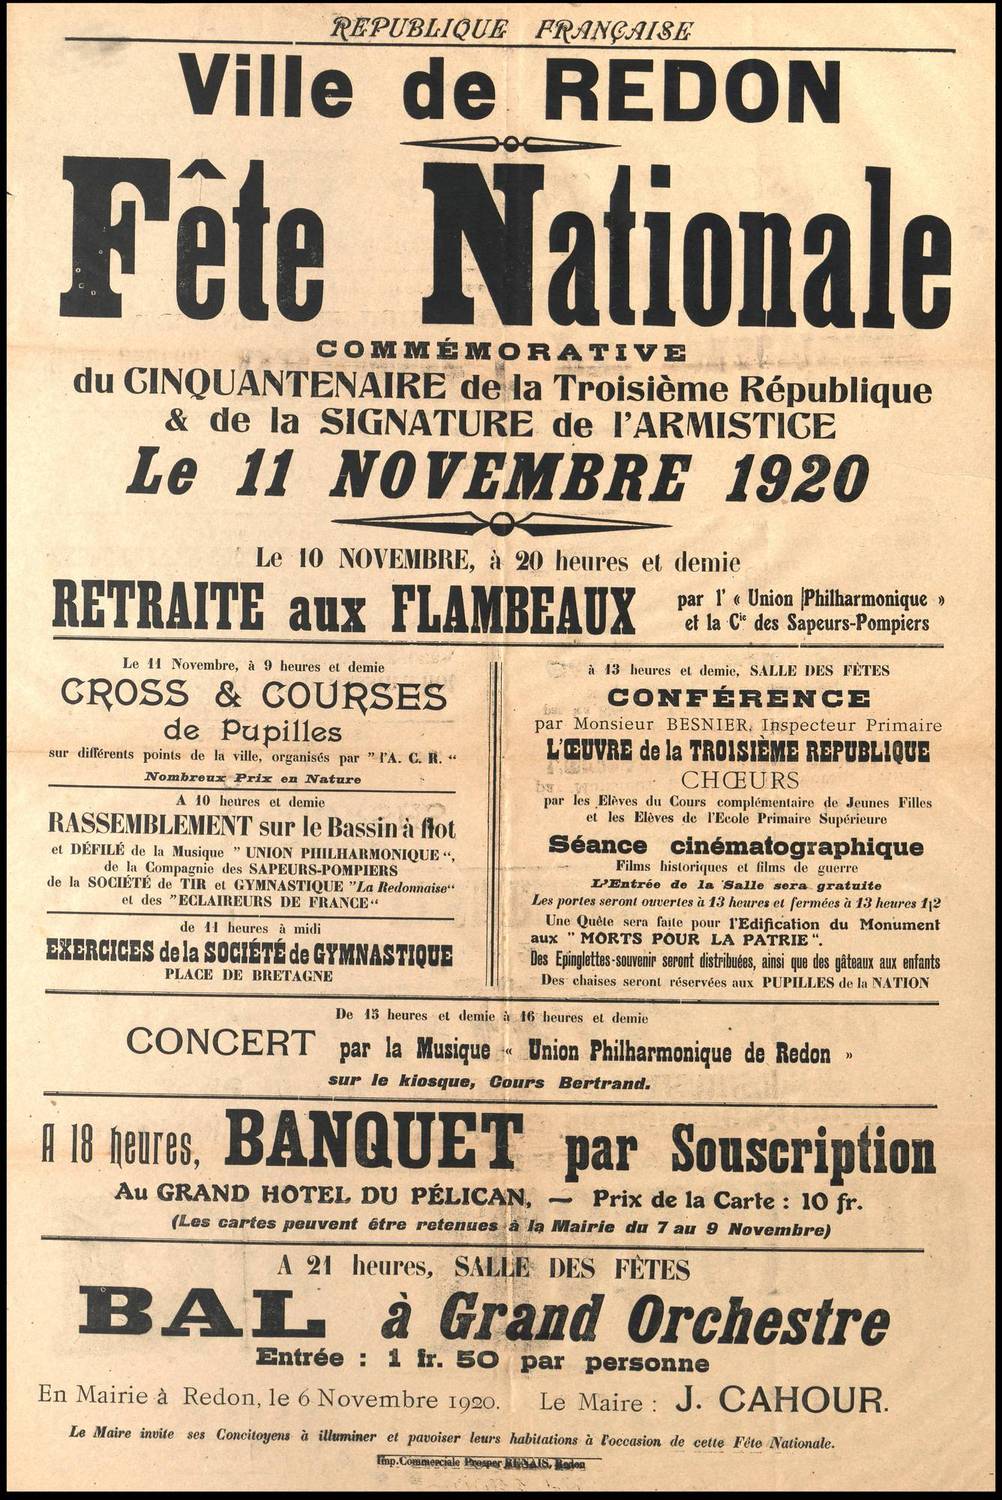 REPUBLIQUE FRANÇAISE
Ville de REDON
Fête Nationale
COMMÉMORATIVE
du CINQUANTENAIRE de la Troisième République
& de la SIGNATURE de l'ARMISTICE
Le 11 NOVEMBRE 1920
Le 10 NOVEMBRE, à 20 heures et demie
RETRAITE aux FLAMBEAUX
par l' « Union Philharmonique »
et la Cie des Sapeurs-Pompiers
Le 11 Novembre, à 9 heures et demie
CROSS & COURSES
de Pupilles
sur différents points de la ville, organisés par " l'A. C. R. "
Nombreux Prix en Nature
A 10 heures et demie
RASSEMBLEMENT sur le Bassin à flot
et DÉFILÉ de la Musique " UNION PHILHARMONIQUE ",
de la Compagnie des SAPEURS-POMPIERS
de la SOCIÉTÉ de TIR et GYMNASTIQUE "La Redonnaise"
et des "ECLAIREURS DE FRANCE"
de 11 heures à midi
EXERCICES de la SOCIÉTÉ de GYMNASTIQUE
PLACE DE BRETAGNE
à 13 heures et demie, SALLE DES FÊTES
CONFÉRENCE
par Monsieur BESNIER, Inspecteur Primaire
L'ŒUVRE de la TROISIÈME REPUBLIQUE
CHŒURS
par les Elèves du Cours complémentaire de Jeunes Filles
et les Elèves de l'Ecole Primaire Supérieure
Séance cinématographique
Films historiques et films de guerre
L'Entrée de la Salle sera gratuite
Les portes seront ouvertes à 13 heures et fermées à 13 heures 1/2
Une Quête sera faite pour l'Edification du Monument
aux " MORTS POUR LA PATRIE ".
Des Epinglettes-souvenir seront distribuées, ainsi que des gâteaux aux enfants
Des chaises seront réservées aux PUPILLES de la NATION
De 15 heures et demie à 16 heures et demie
CONCERT par la Musique « Union Philharmonique de Redon »
sur le kiosque, Cours Bertrand.
A 18 heures, BANQUET par Souscription
Au GRAND HOTEL DU PÉLICAN, — Prix de la Carte : 10 fr.
(Les cartes peuvent être retenues à la Mairie du 7 au 9 Novembre)
A 21 heures, SALLE DES FÊTES
BAL à Grand Orchestre
Entrée : 1 fr. 50 par personne
En Mairie à Redon, le 6 Novembre 1920. Le Maire : J. CAHOUR.
Le Maire invite ses Concitoyens à illuminer et pavoiser leurs habitations à l'occasion de cette Fête Nationale.
Imp. Commerciale Prosper RENAIS, Redon